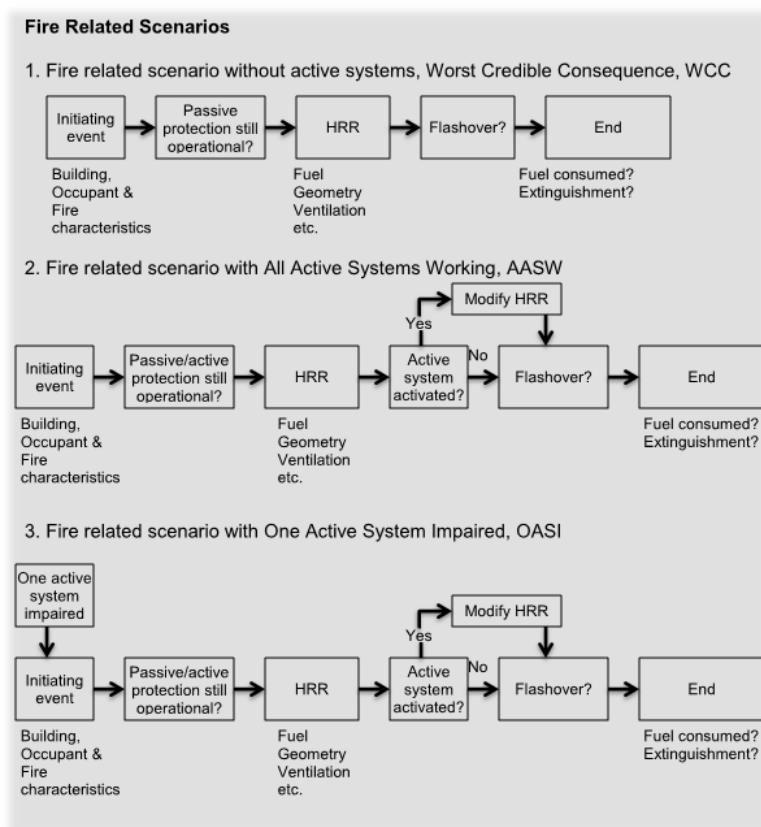 Fire Related Scenarios
1. Fire related scenario without active systems, Worst Credible Consequence, WCC
Initiating
event
Passive
protection still
operational?
HRR
Flashover?
End
Building,
Occupant &
Fire
characteristics
Fuel
Geometry
Ventilation
etc.
Fuel consumed?
Extinguishment?
2. Fire related scenario with All Active Systems Working, AASW
Modify HRR
Yes
No
Initiating
event
Passive/active
protection still
operational?
HRR
Active
system
activated?
Flashover?
End
Building,
Occupant &
Fire
characteristics
Fuel
Geometry
Ventilation
etc.
Fuel consumed?
Extinguishment?
3. Fire related scenario with One Active System Impaired, OASI
One active
system
impaired
Modify HRR
Yes
No
Initiating
event
Passive/active
protection still
operational?
HRR
Active
system
activated?
Flashover?
End
Building,
Occupant &
Fire
characteristics
Fuel
Geometry
Ventilation
etc.
Fuel consumed?
Extinguishment?